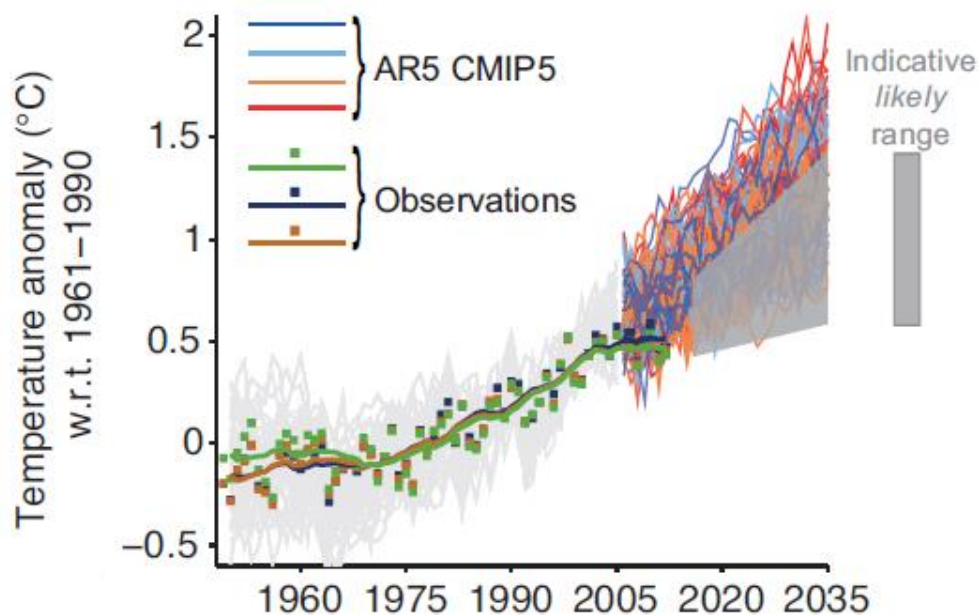 Temperature anomaly (°C)
w.r.t. 1961–1990
2
1.5
1
0.5
0
–0.5
AR5 CMIP5
Observations
Indicative
likely
range
1960 1975 1990 2005 2020 2035